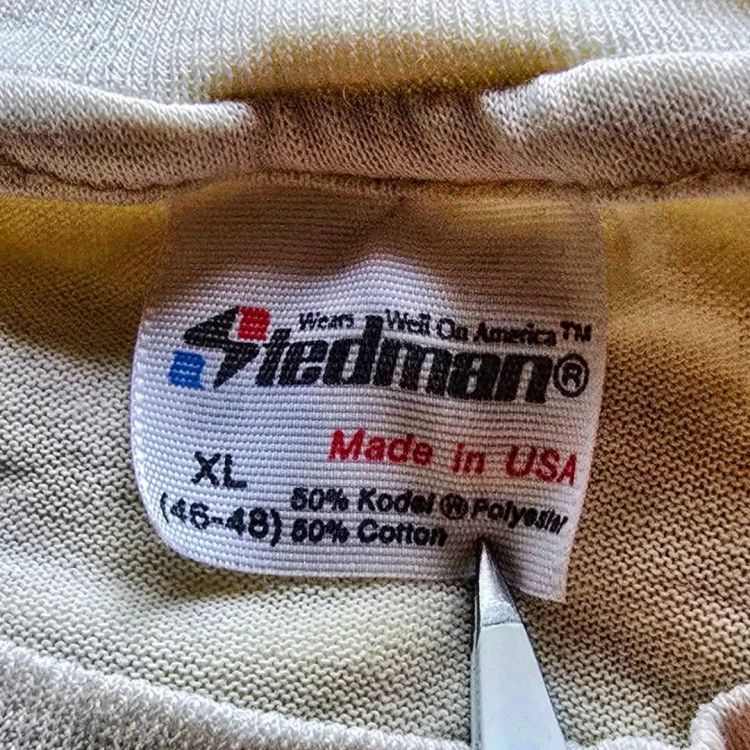 Wears Well On America™
Stedman®
Made in USA
XL
(46-48)
50% Kodel® Polyester
50% Cotton